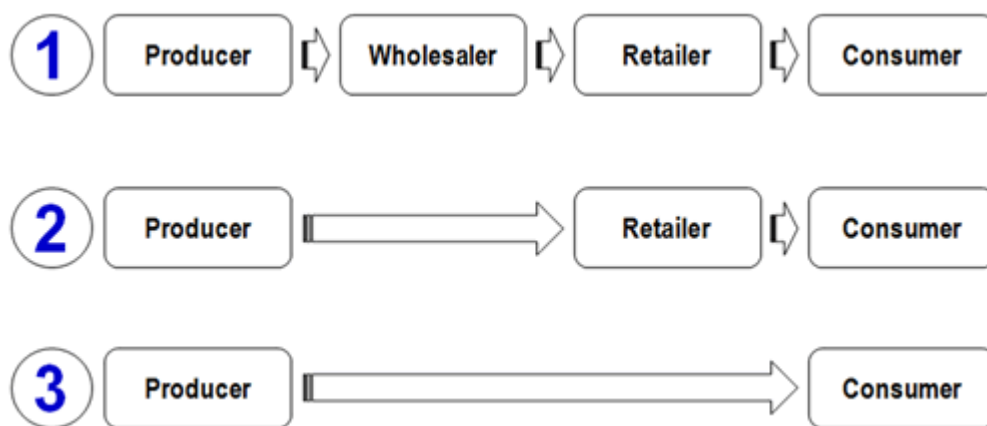 1 Producer Wholesaler Retailer Consumer
2 Producer Retailer Consumer
3 Producer Consumer